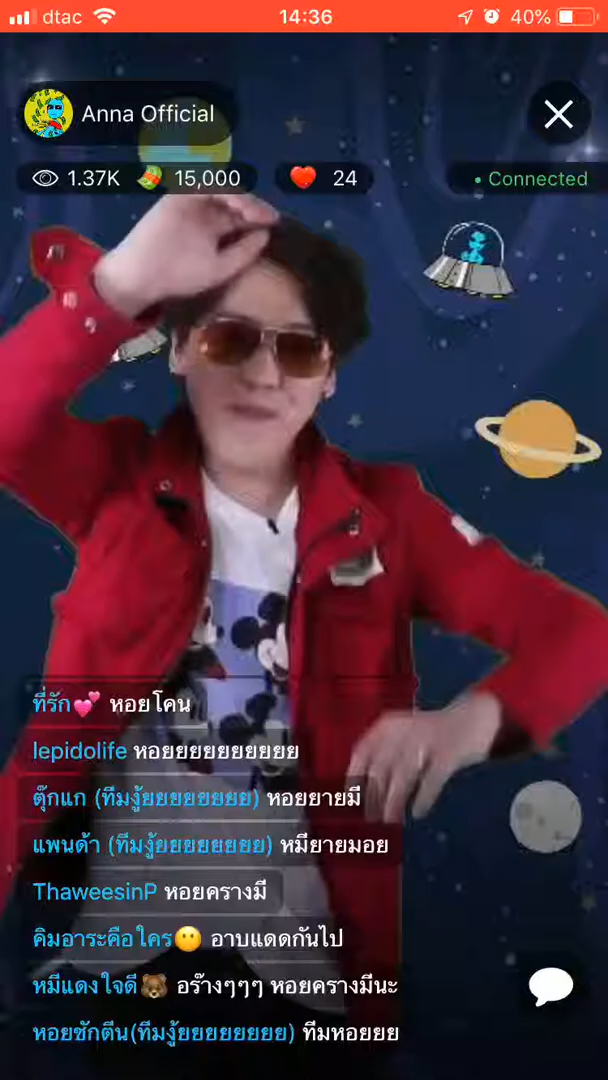 dtac 14:36 40%
Anna Official
1.37K 15,000 24 • Connected
ที่รัก💕 หอยโคน
lepidolife หอยยยยยยยยยย
ตุ๊กแก (ทีมงู้ยยยยยยยย) หอยยายมี
แพนด้า (ทีมงู้ยยยยยยยย) หมียายมอย
ThaweesinP หอยครางมี
คิมอาระคือใคร😶 อาบแดดกันไป
หมีแดงใจดี🐻 อร๊างๆๆๆ หอยครางมีนะ
หอยชักตีน(ทีมงู้ยยยยยยยย) ทีมหอยยย